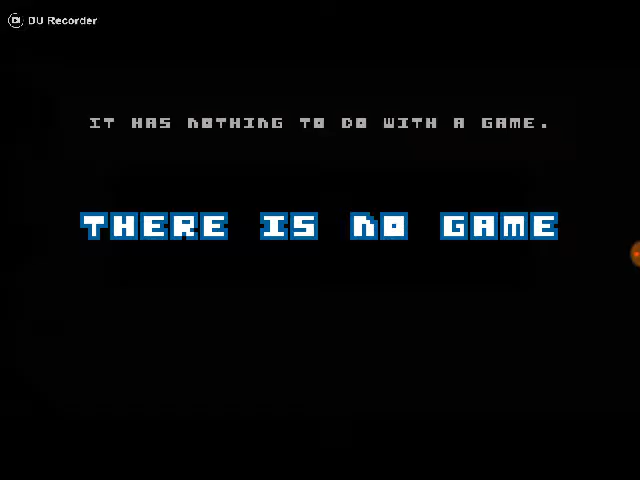 DU Recorder
IT HAS NOTHING TO DO WITH A GAME.
THERE IS NO GAME